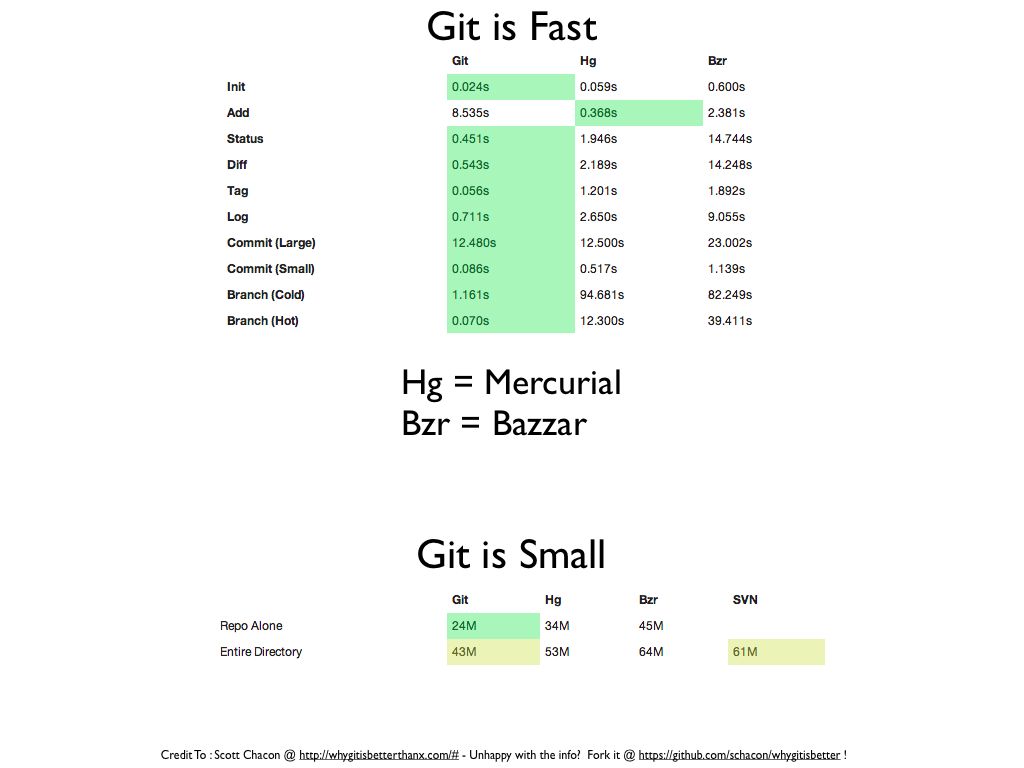 Git is Fast
Git Hg Bzr
Init 0.024s 0.059s 0.600s
Add 8.535s 0.368s 2.381s
Status 0.451s 1.946s 14.744s
Diff 0.543s 2.189s 14.248s
Tag 0.056s 1.201s 1.892s
Log 0.711s 2.650s 9.055s
Commit (Large) 12.480s 12.500s 23.002s
Commit (Small) 0.086s 0.517s 1.139s
Branch (Cold) 1.161s 94.681s 82.249s
Branch (Hot) 0.070s 12.300s 39.411s
Hg = Mercurial
Bzr = Bazzar
Git is Small
Git Hg Bzr SVN
Repo Alone 24M 34M 45M
Entire Directory 43M 53M 64M 61M
Credit To : Scott Chacon @ http://whygitisbetterthanx.com/# - Unhappy with the info? Fork it @ https://github.com/schacon/whygitisbetter !